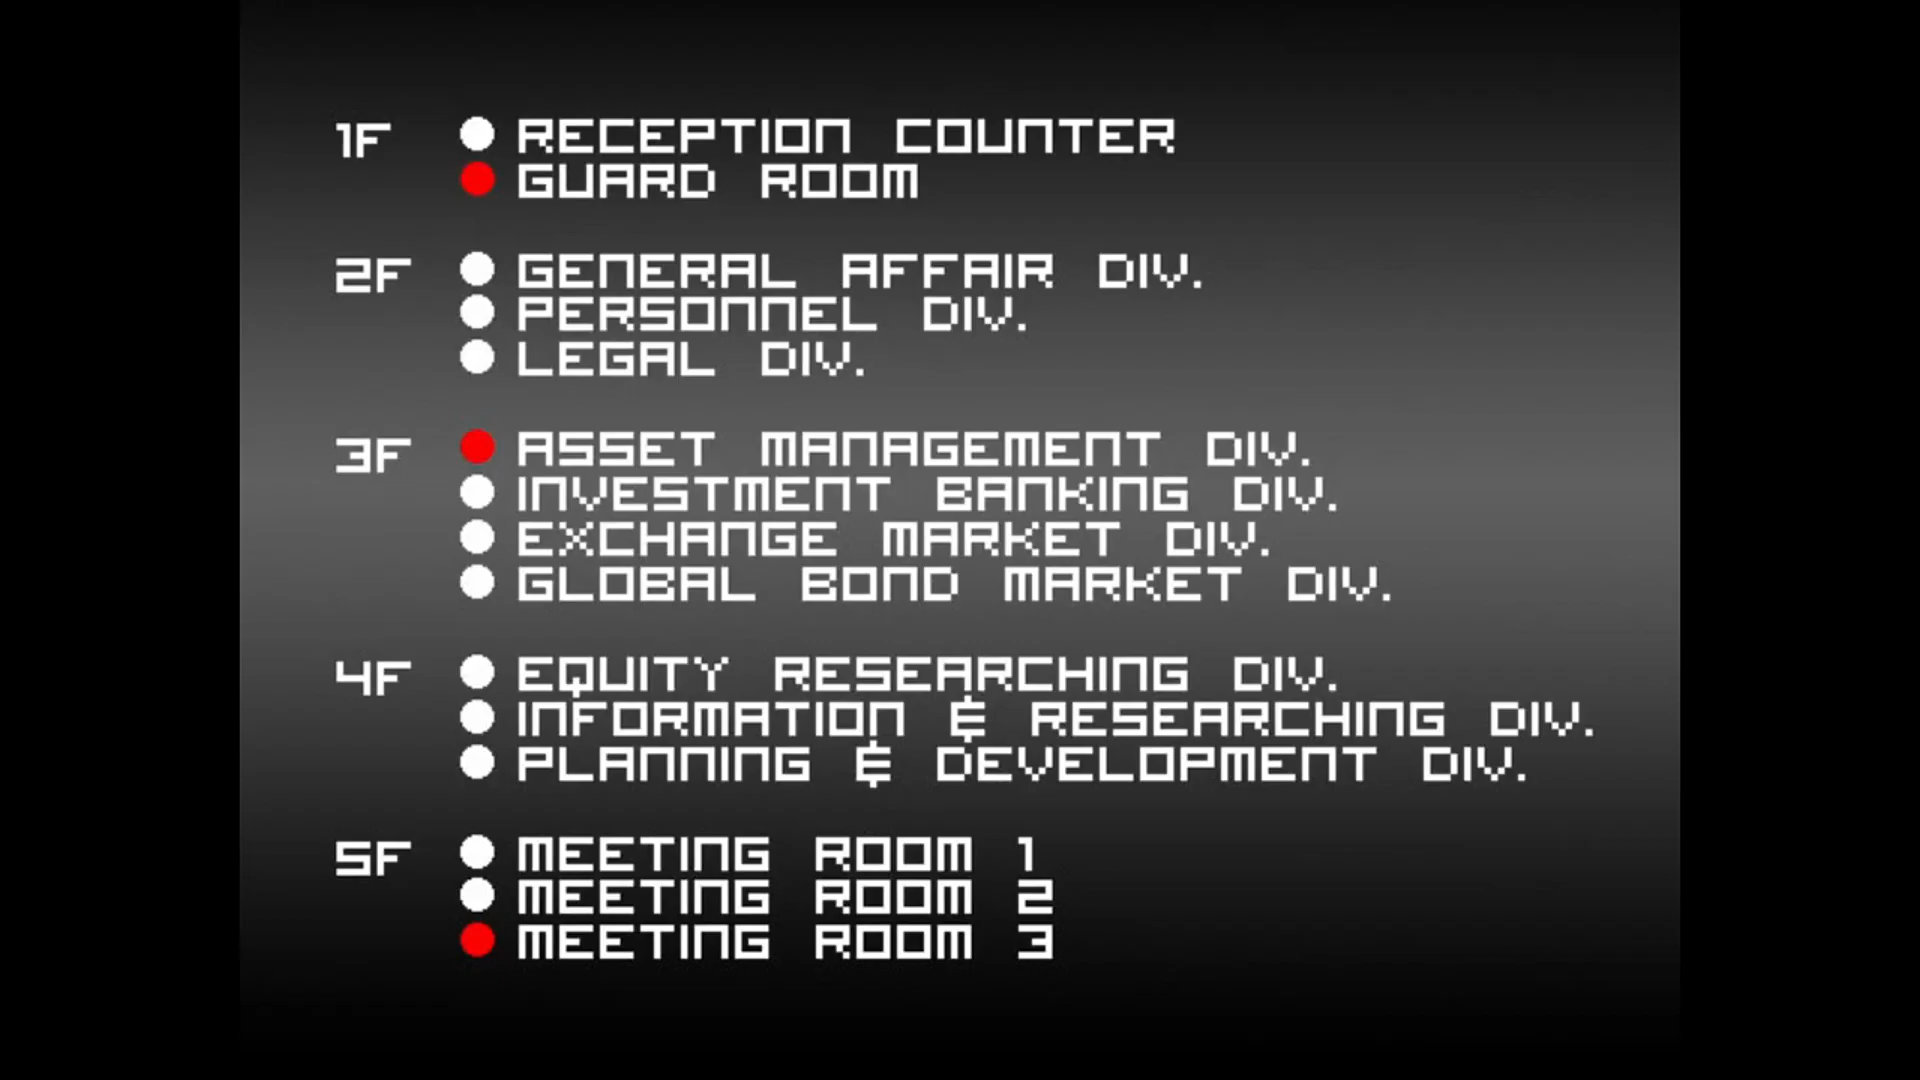 1F RECEPTION COUNTER
GUARD ROOM
2F GENERAL AFFAIR DIV.
PERSONNEL DIV.
LEGAL DIV.
3F ASSET MANAGEMENT DIV.
INVESTMENT BANKING DIV.
EXCHANGE MARKET DIV.
GLOBAL BOND MARKET DIV.
4F EQUITY RESEARCHING DIV.
INFORMATION & RESEARCHING DIV.
PLANNING & DEVELOPMENT DIV.
5F MEETING ROOM 1
MEETING ROOM 2
MEETING ROOM 3